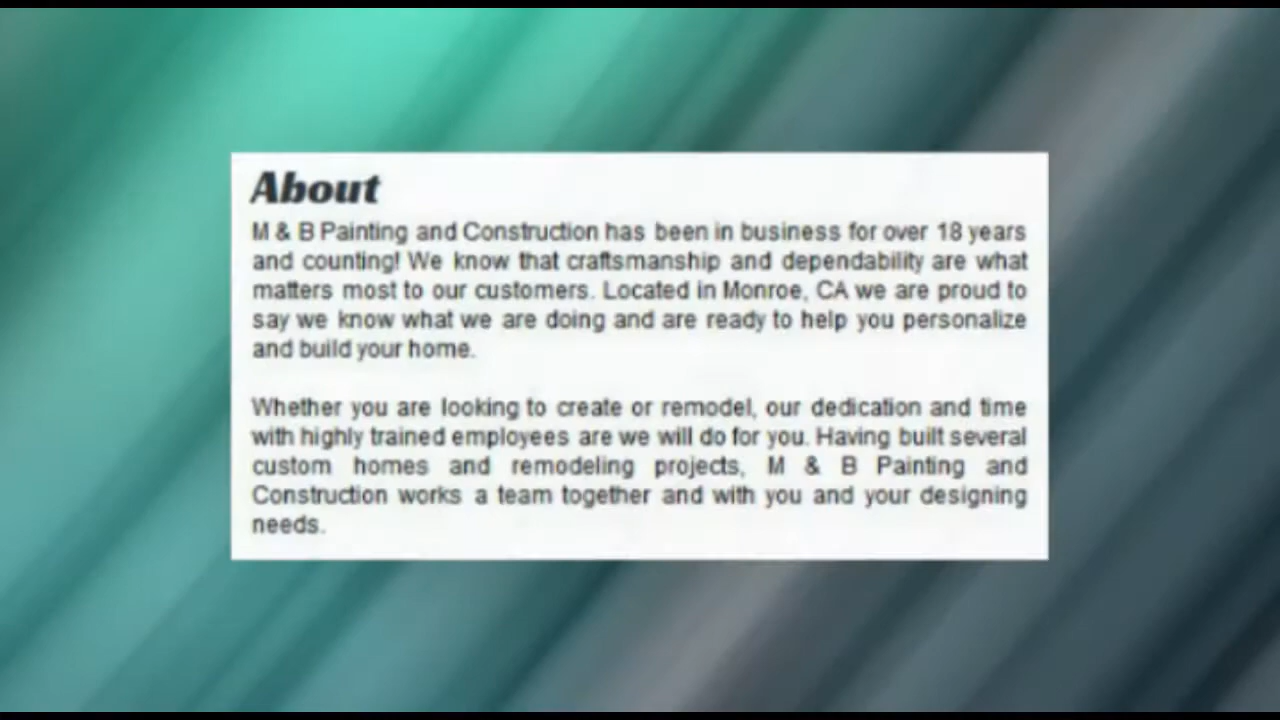 About
M & B Painting and Construction has been in business for over 18 years
and counting! We know that craftsmanship and dependability are what
matters most to our customers. Located in Monroe, CA we are proud to
say we know what we are doing and are ready to help you personalize
and build your home.
Whether you are looking to create or remodel, our dedication and time
with highly trained employees are we will do for you. Having built several
custom homes and remodeling projects, M & B Painting and
Construction works a team together and with you and your designing
needs.